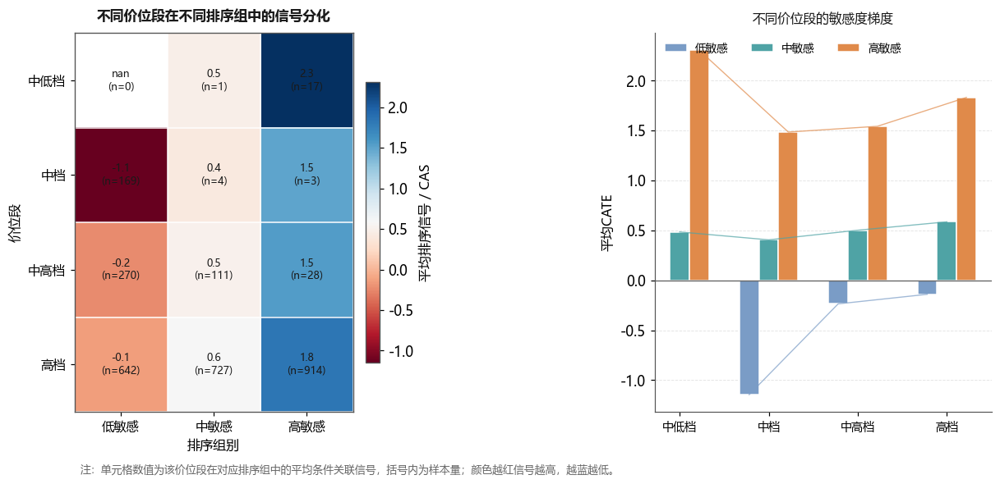 不同价位段在不同排序组中的信号分化
价位段
中低档
中档
中高档
高档
nan
(n=0)
0.5
(n=1)
2.3
(n=17)
-1.1
(n=169)
0.4
(n=4)
1.5
(n=3)
-0.2
(n=270)
0.5
(n=111)
1.5
(n=28)
-0.1
(n=642)
0.6
(n=727)
1.8
(n=914)
低敏感
中敏感
高敏感
排序组别
2.0
1.5
1.0
0.5
0.0
-0.5
-1.0
平均排序信号 / CAS
不同价位段的敏感度梯度
低敏感
中敏感
高敏感
平均CATE
2.0
1.5
1.0
0.5
0.0
-0.5
-1.0
中低档
中档
中高档
高档
注：单元格数值为该价位段在对应排序组中的平均条件关联信号，括号内为样本量；颜色越红信号越高，越蓝越低。